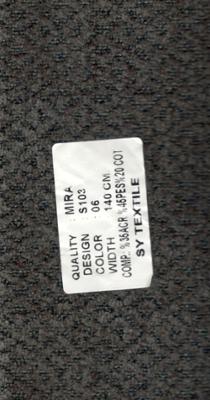 QUALITY : MIRA
DESIGN : S103
COLOR : 06
WIDTH : 140 CM.
COMP.: %35ACR.%45PES%20 COT
SY TEXTILE